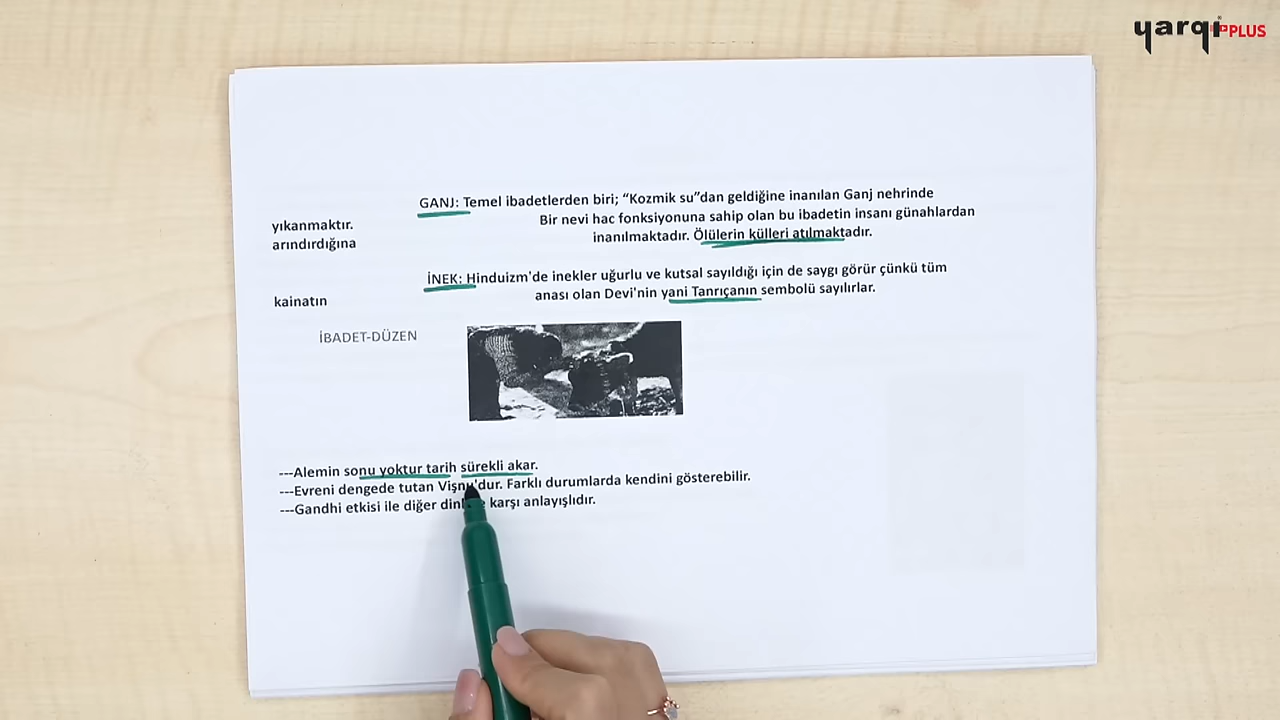 yarqi PLUS
GANJ: Temel ibadetlerden biri; “Kozmik su”dan geldiğine inanılan Ganj nehrinde
yıkanmaktır. Bir nevi hac fonksiyonuna sahip olan bu ibadetin insanı günahlardan
arındırdığına inanılmaktadır. Ölülerin külleri atılmaktadır.
İNEK: Hinduizm'de inekler uğurlu ve kutsal sayıldığı için de saygı görür çünkü tüm
kainatın anası olan Devi'nin yani Tanrıçanın sembolü sayılırlar.
İBADET-DÜZEN
---Alemin sonu yoktur tarih sürekli akar.
---Evreni dengede tutan Vişnu'dur. Farklı durumlarda kendini gösterebilir.
---Gandhi etkisi ile diğer karşı anlayışlıdır.